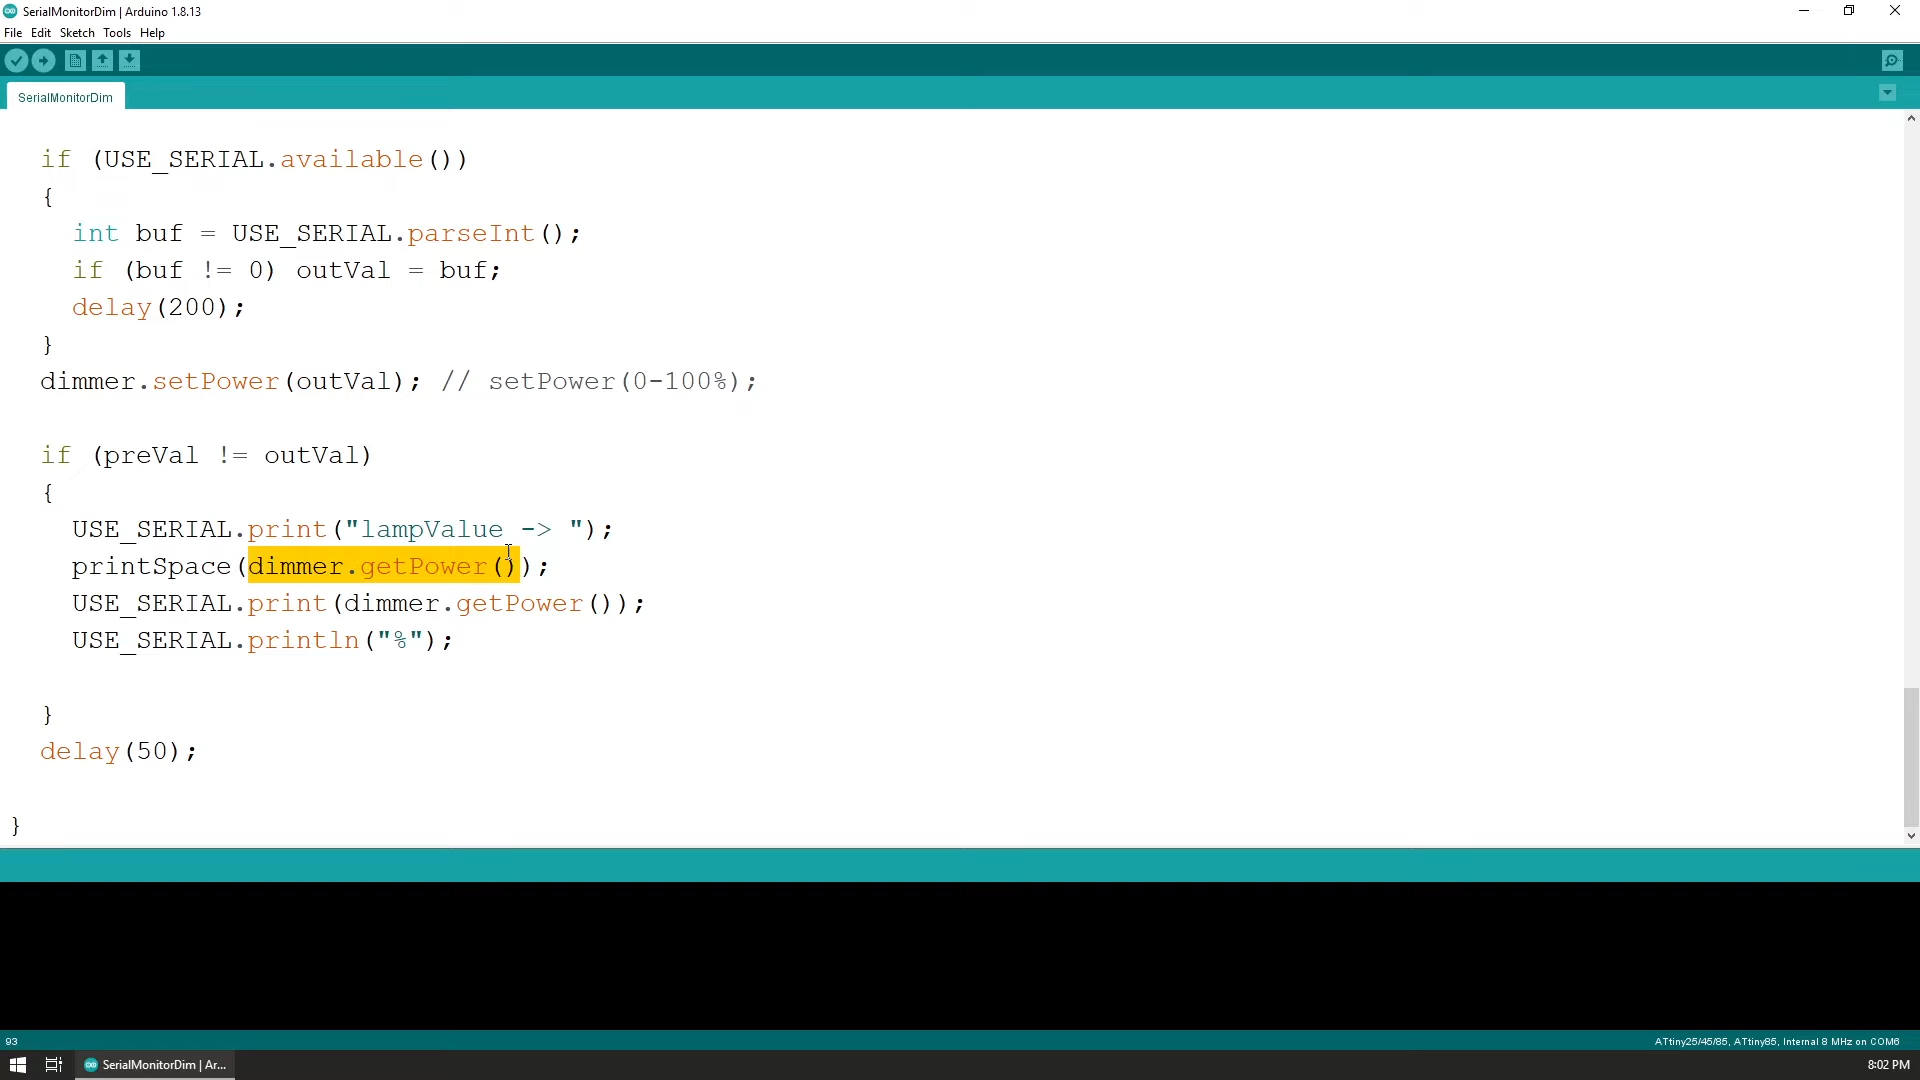 SerialMonitorDim | Arduino 1.8.13
File Edit Sketch Tools Help
SerialMonitorDim
if (USE_SERIAL.available())
{
int buf = USE_SERIAL.parseInt();
if (buf != 0) outVal = buf;
delay(200);
}
dimmer.setPower(outVal); // setPower(0-100%);
if (preVal != outVal)
{
USE_SERIAL.print("lampValue -> ");
printSpace(dimmer.getPower());
USE_SERIAL.print(dimmer.getPower());
USE_SERIAL.println("%");
}
delay(50);
}
93
ATtiny25/45/85, ATtiny85, Internal 8 MHz on COM6
SerialMonitorDim | Ar...
8:02 PM